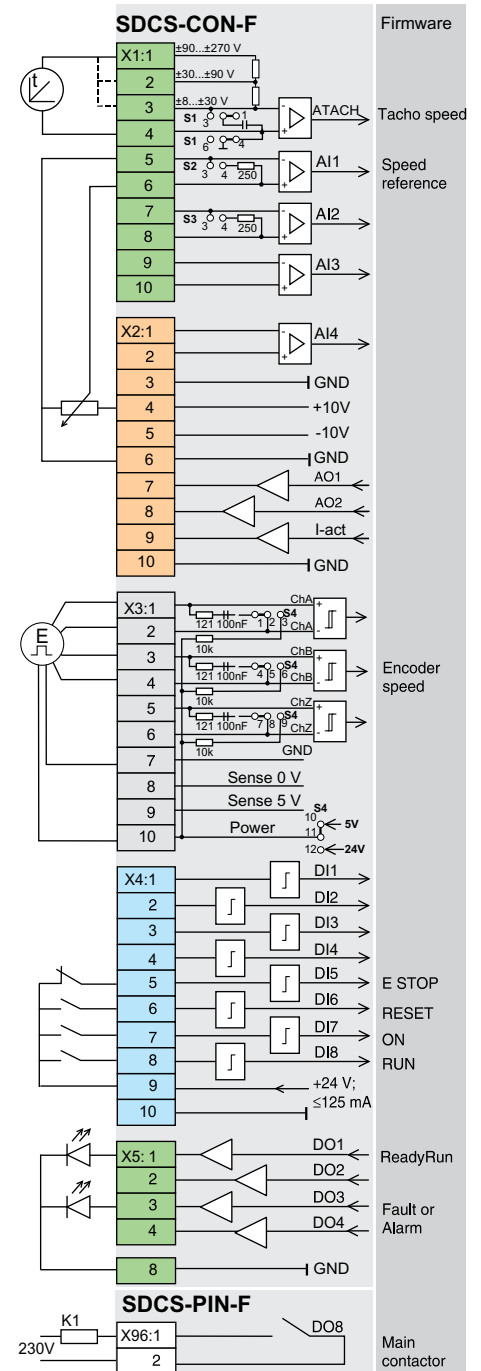 SDCS-CON-F Firmware
X1:1 ±90...±270 V
2 ±30...±90 V
3 ±8...±30 V - ATACH Tacho speed
S1 3 1
4 S1 6 4 +
5 S2 3 4 250 - AI1 Speed
6 + reference
7 S3 3 4 250 - AI2
8 +
9 - AI3
10 +
t
X2:1 - AI4
2 +
3 GND
4 +10V
5 -10V
6 GND
7 AO1
8 AO2
9 I-act
10 GND
X3:1 ChA +
121 100nF 1 2 3 S4
2 ChA -
10k
E
3 ChB +
121 100nF 4 5 6 S4
4 ChB - Encoder
10k speed
5 ChZ +
121 100nF 7 8 9 S4
6 ChZ -
10k
7 GND
8 Sense 0 V
9 Sense 5 V
S4
10 5V
10 Power 11
12 24V
X4:1 DI1
2 DI2
3 DI3
4 DI4
5 DI5 E STOP
6 DI6 RESET
7 DI7 ON
8 DI8 RUN
9 +24 V;
≤125 mA
10
X5: 1 DO1 ReadyRun
2 DO2
3 DO3 Fault or
4 DO4 Alarm
8 GND
SDCS-PIN-F
K1 X96:1 DO8 Main
230V 2 contactor